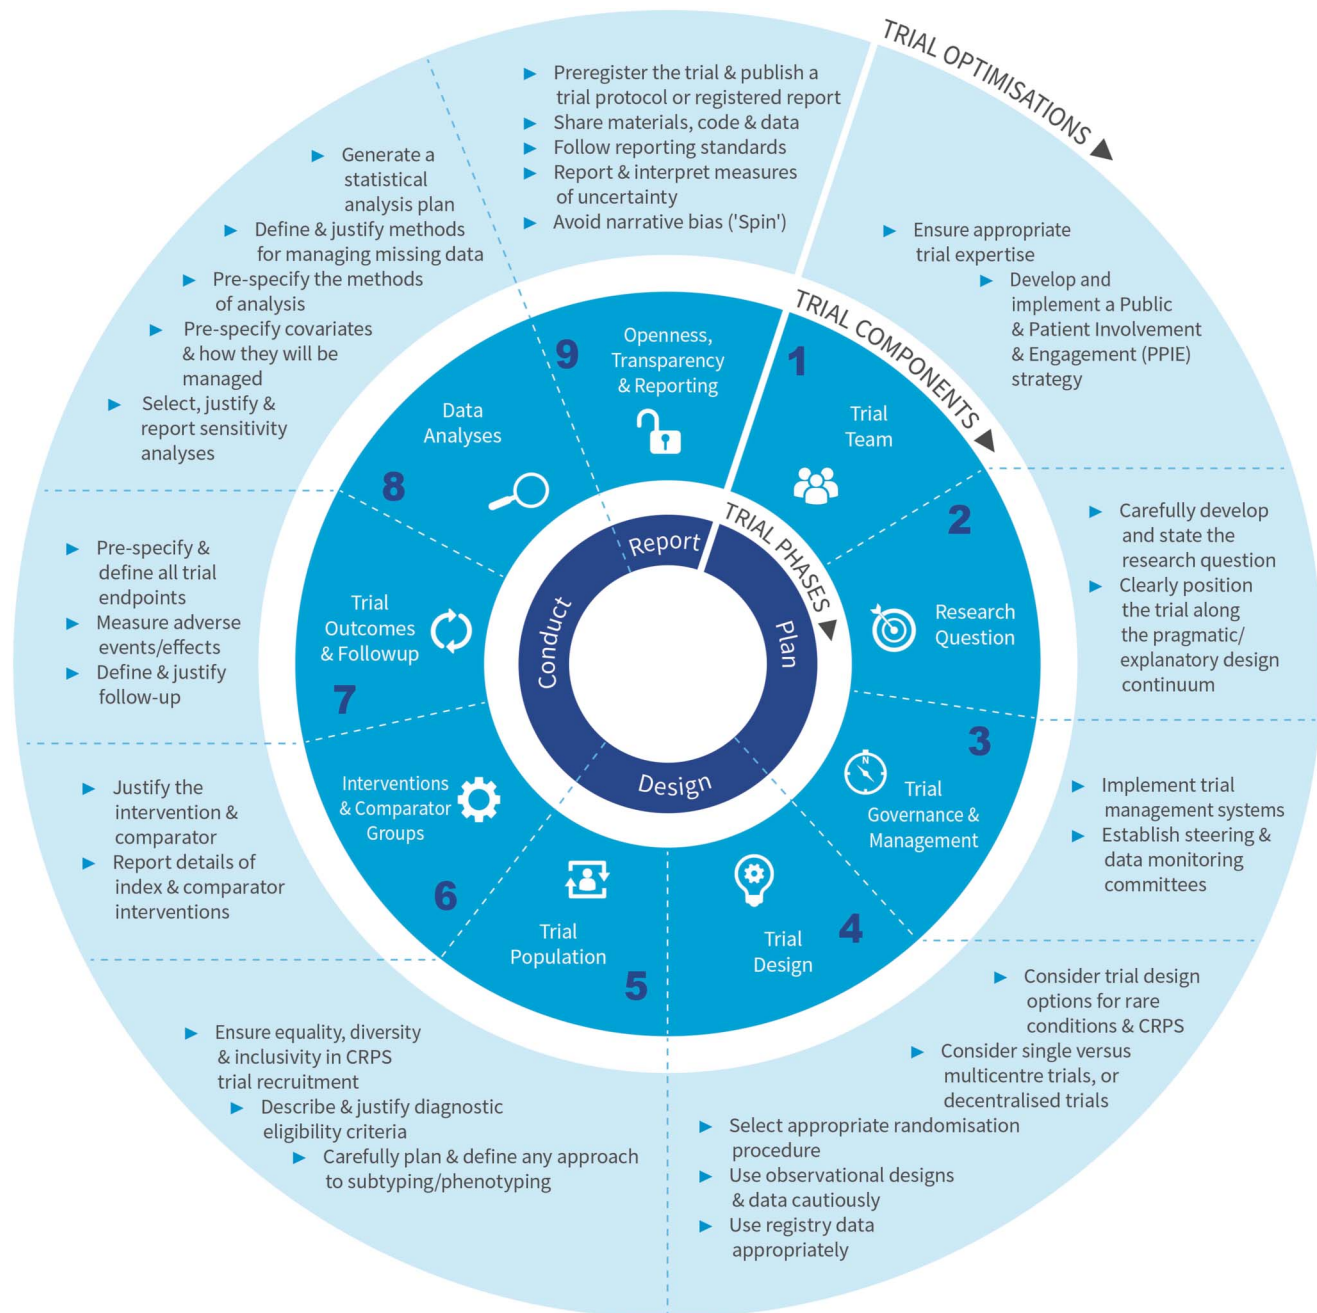 TRIAL OPTIMISATIONS
Ensure appropriate
trial expertise
Develop and
implement a Public
& Patient Involvement
& Engagement (PPIE)
strategy
Carefully develop
and state the
research question
Clearly position
the trial along
the pragmatic/
explanatory design
continuum
Implement trial
management systems
Establish steering &
data monitoring
committees
Consider trial design
options for rare
conditions & CRPS
Consider single versus
multicentre trials, or
decentralised trials
Select appropriate randomisation
procedure
Use observational designs
& data cautiously
Use registry data
appropriately
Ensure equality, diversity
& inclusivity in CRPS
trial recruitment
Describe & justify diagnostic
eligibility criteria
Carefully plan & define any approach
to subtyping/phenotyping
Justify the
intervention &
comparator
Report details of
index & comparator
interventions
Pre-specify &
define all trial
endpoints
Measure adverse
events/effects
Define & justify
follow-up
Generate a
statistical
analysis plan
Define & justify methods
for managing missing data
Pre-specify the methods
of analysis
Pre-specify covariates
& how they will be
managed
Select, justify &
report sensitivity
analyses
Preregister the trial & publish a
trial protocol or registered report
Share materials, code & data
Follow reporting standards
Report & interpret measures
of uncertainty
Avoid narrative bias ('Spin')
TRIAL COMPONENTS
1
Trial
Team
2
Research
Question
3
N
Trial
Governance &
Management
4
Trial
Design
5
Trial
Population
6
Interventions
& Comparator
Groups
7
Trial
Outcomes
& Followup
8
Data
Analyses
9
Openness,
Transparency
& Reporting
TRIAL PHASES
Plan
Design
Conduct
Report